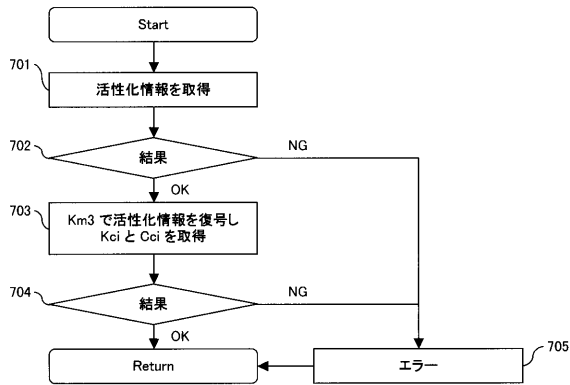 Start
701
活性化情報を取得
702
結果
NG
OK
703
Km3 で活性化情報を復号し
Kci と Cci を取得
704
結果
NG
OK
705
Return
エラー